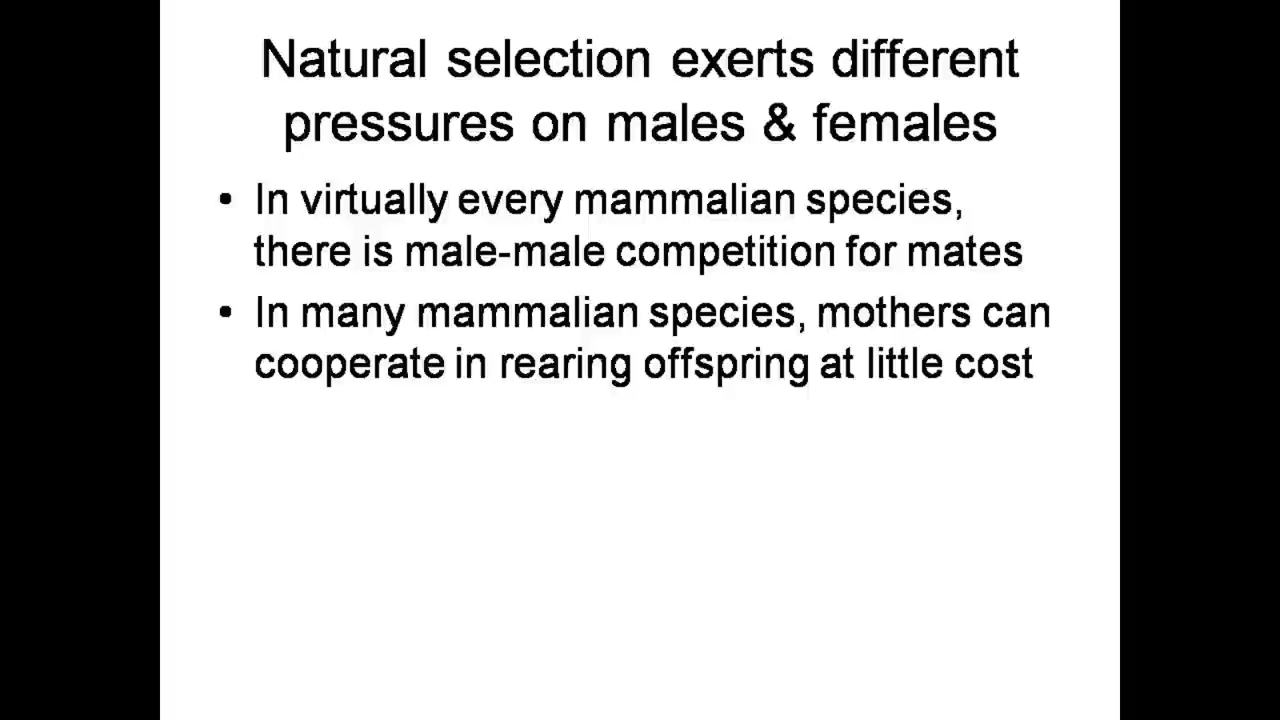 Natural selection exerts different
pressures on males & females
• In virtually every mammalian species,
there is male-male competition for mates
• In many mammalian species, mothers can
cooperate in rearing offspring at little cost